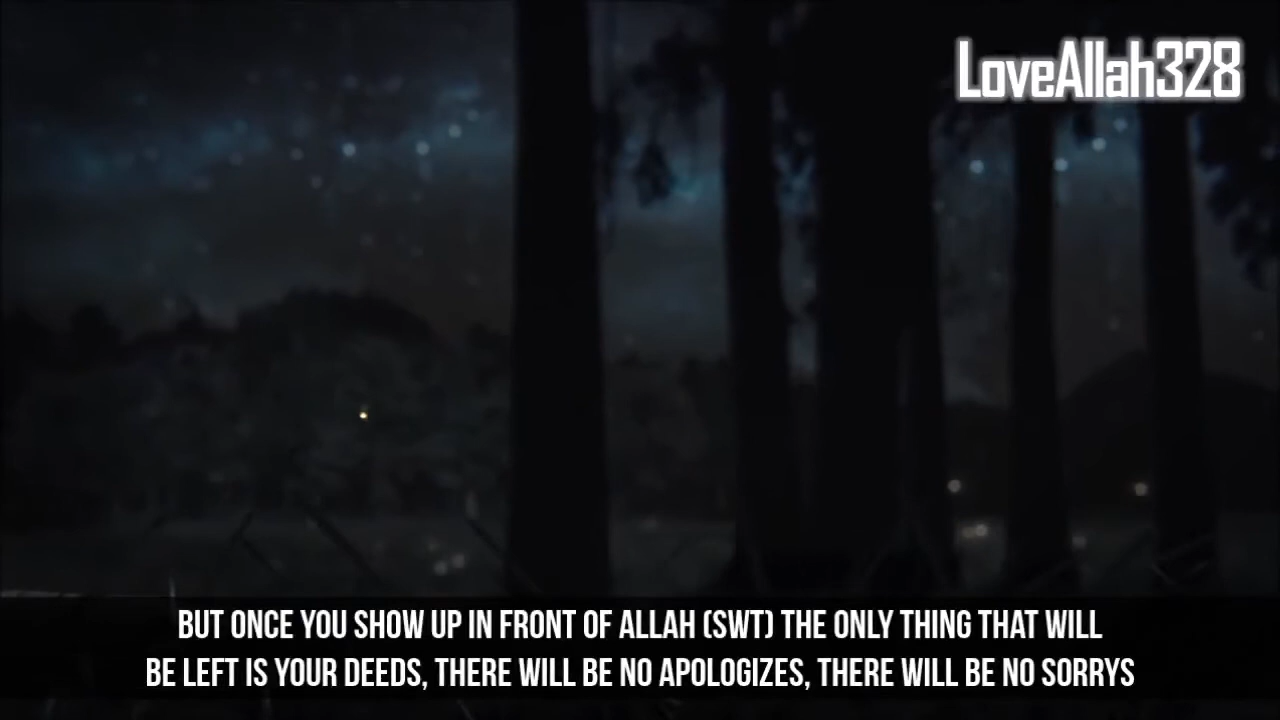 LoveAllah328
BUT ONCE YOU SHOW UP IN FRONT OF ALLAH (SWT) THE ONLY THING THAT WILL
BE LEFT IS YOUR DEEDS, THERE WILL BE NO APOLOGIZES, THERE WILL BE NO SORRYS